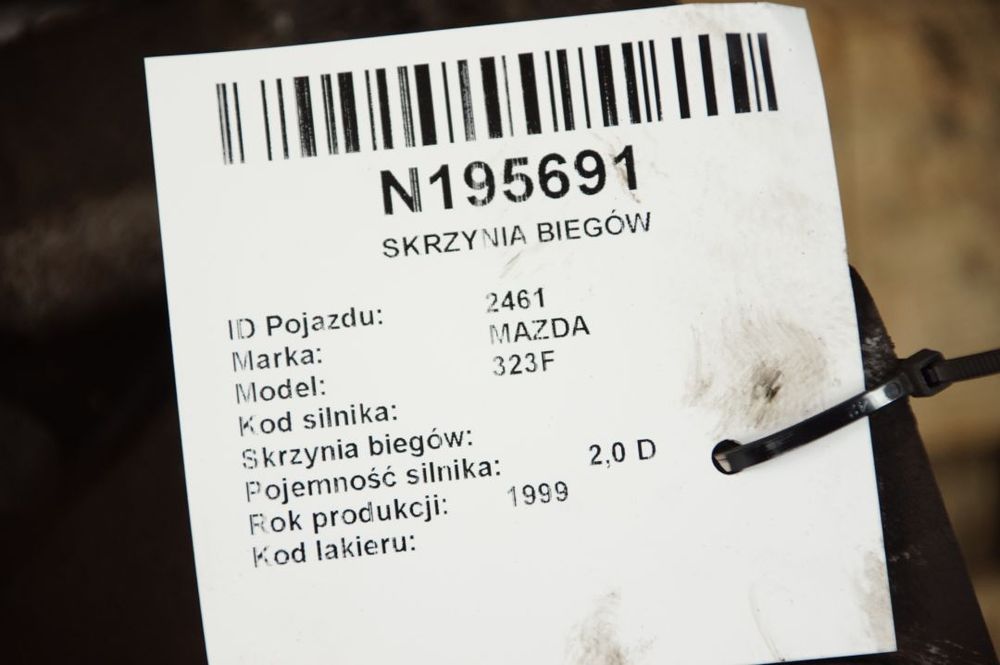 N195691
SKRZYNIA BIEGÓW
ID Pojazdu: 2461
Marka: MAZDA
Model: 323F
Kod silnika:
Skrzynia biegów:
Pojemność silnika: 2,0 D
Rok produkcji: 1999
Kod lakieru: